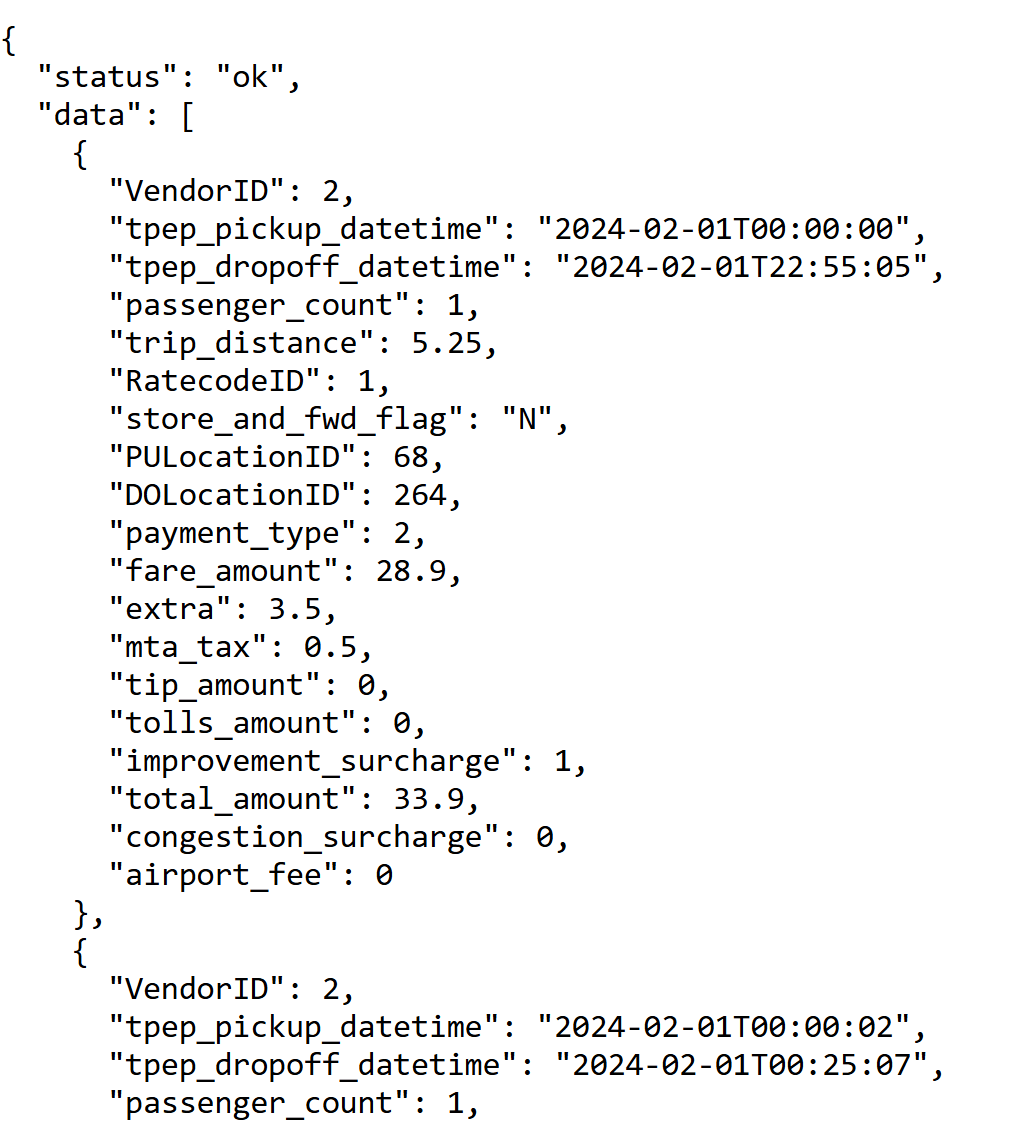 {
  "status": "ok",
  "data": [
    {
      "VendorID": 2,
      "tpep_pickup_datetime": "2024-02-01T00:00:00",
      "tpep_dropoff_datetime": "2024-02-01T22:55:05",
      "passenger_count": 1,
      "trip_distance": 5.25,
      "RatecodeID": 1,
      "store_and_fwd_flag": "N",
      "PULocationID": 68,
      "DOLocationID": 264,
      "payment_type": 2,
      "fare_amount": 28.9,
      "extra": 3.5,
      "mta_tax": 0.5,
      "tip_amount": 0,
      "tolls_amount": 0,
      "improvement_surcharge": 1,
      "total_amount": 33.9,
      "congestion_surcharge": 0,
      "airport_fee": 0
    },
    {
      "VendorID": 2,
      "tpep_pickup_datetime": "2024-02-01T00:00:02",
      "tpep_dropoff_datetime": "2024-02-01T00:25:07",
      "passenger_count": 1,